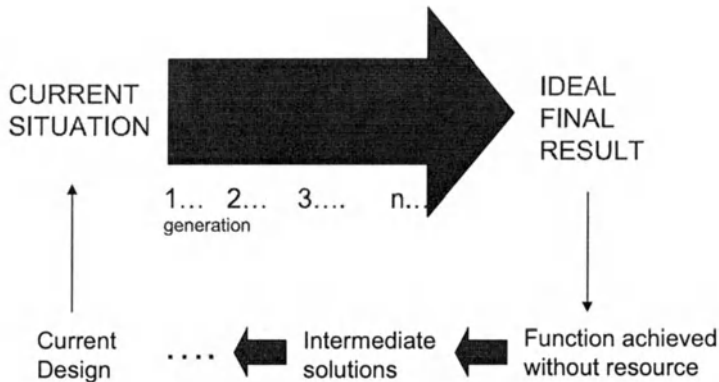 CURRENT
SITUATION
IDEAL
FINAL
RESULT
1... 2... 3.... n...
generation
Current
Design
....
Intermediate
solutions
Function achieved
without resource